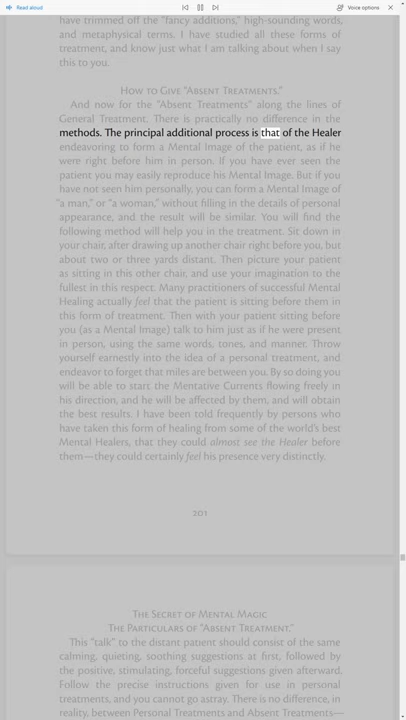 Read aloud
Voice options
have trimmed off the "fancy additions," high-sounding words,
and metaphysical terms. I have studied all these forms of
treatment, and know just what I am talking about when I say
this to you.
How to Give "Absent Treatments."
And now for the "Absent Treatments" along the lines of
General Treatment. There is practically no difference in the
methods. The principal additional process is that of the Healer
endeavoring to form a Mental Image of the patient, as if he
were right before him in person. If you have ever seen the
patient you may easily reproduce his Mental Image. But if you
have not seen him personally, you can form a Mental Image of
"a man," or "a woman," without filling in the details of personal
appearance, and the result will be similar. You will find the
following method will help you in the treatment. Sit down in
your chair, after drawing up another chair right before you, but
about two or three yards distant. Then picture your patient
as sitting in this other chair, and use your imagination to the
fullest in this respect. Many practitioners of successful Mental
Healing actually feel that the patient is sitting before them in
this form of treatment. Then with your patient sitting before
you (as a Mental Image) talk to him just as if he were present
in person, using the same words, tones, and manner. Throw
yourself earnestly into the idea of a personal treatment, and
endeavor to forget that miles are between you. By so doing you
will be able to start the Mentative Currents flowing freely in
his direction, and he will be affected by them, and will obtain
the best results. I have been told frequently by persons who
have taken this form of healing from some of the world's best
Mental Healers, that they could almost see the Healer before
them—they could certainly feel his presence very distinctly.
201
The Secret of Mental Magic
The Particulars of "Absent Treatment."
This "talk" to the distant patient should consist of the same
calming, quieting, soothing suggestions at first, followed by
the positive, stimulating, forceful suggestions given afterward.
Follow the precise instructions given for use in personal
treatments, and you cannot go astray. There is no difference, in
reality, between Personal Treatments and Absent Treatments—